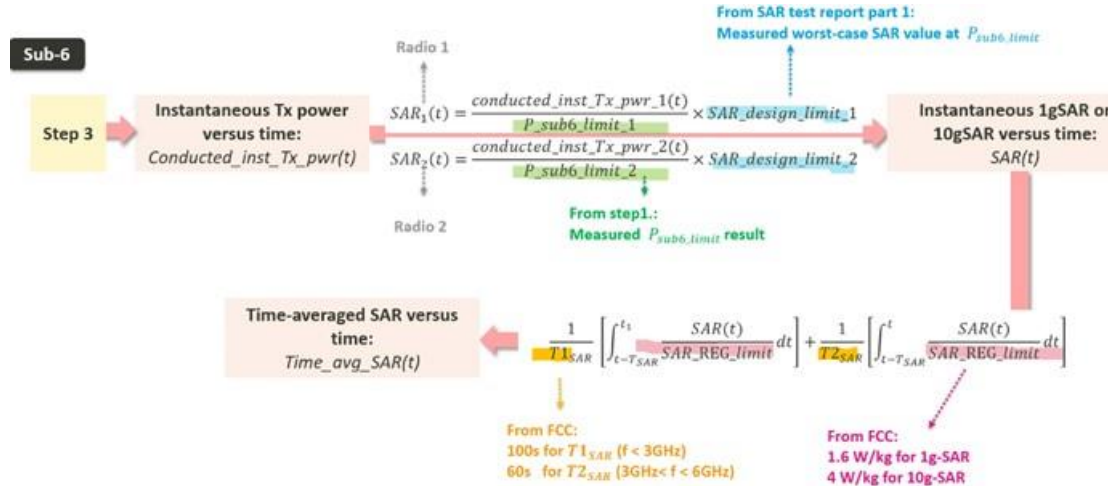 From SAR test report part 1:
Measured worst-case SAR value at P_sub6_limit
Sub-6
Radio 1
Step 3
Instantaneous Tx power
versus time:
Conducted_inst_Tx_pwr(t)
SAR₁(t) = conducted_inst_Tx_pwr_1(t) / P_sub6_limit_1 × SAR_design_limit_1
SAR₂(t) = conducted_inst_Tx_pwr_2(t) / P_sub6_limit_2 × SAR_design_limit_2
Instantaneous 1gSAR or
10gSAR versus time:
SAR(t)
Radio 2
From step1.:
Measured P_sub6_limit result
Time-averaged SAR versus
time:
Time_avg_SAR(t)
1/T1_SAR [∫_{t−T_SAR}^{t₁} SAR(t)/SAR_REG_limit dt] + 1/T2_SAR [∫_{t−T_SAR}^{t} SAR(t)/SAR_REG_limit dt]
From FCC:
100s for T1_SAR (f < 3GHz)
60s for T2_SAR (3GHz< f < 6GHz)
From FCC:
1.6 W/kg for 1g-SAR
4 W/kg for 10g-SAR